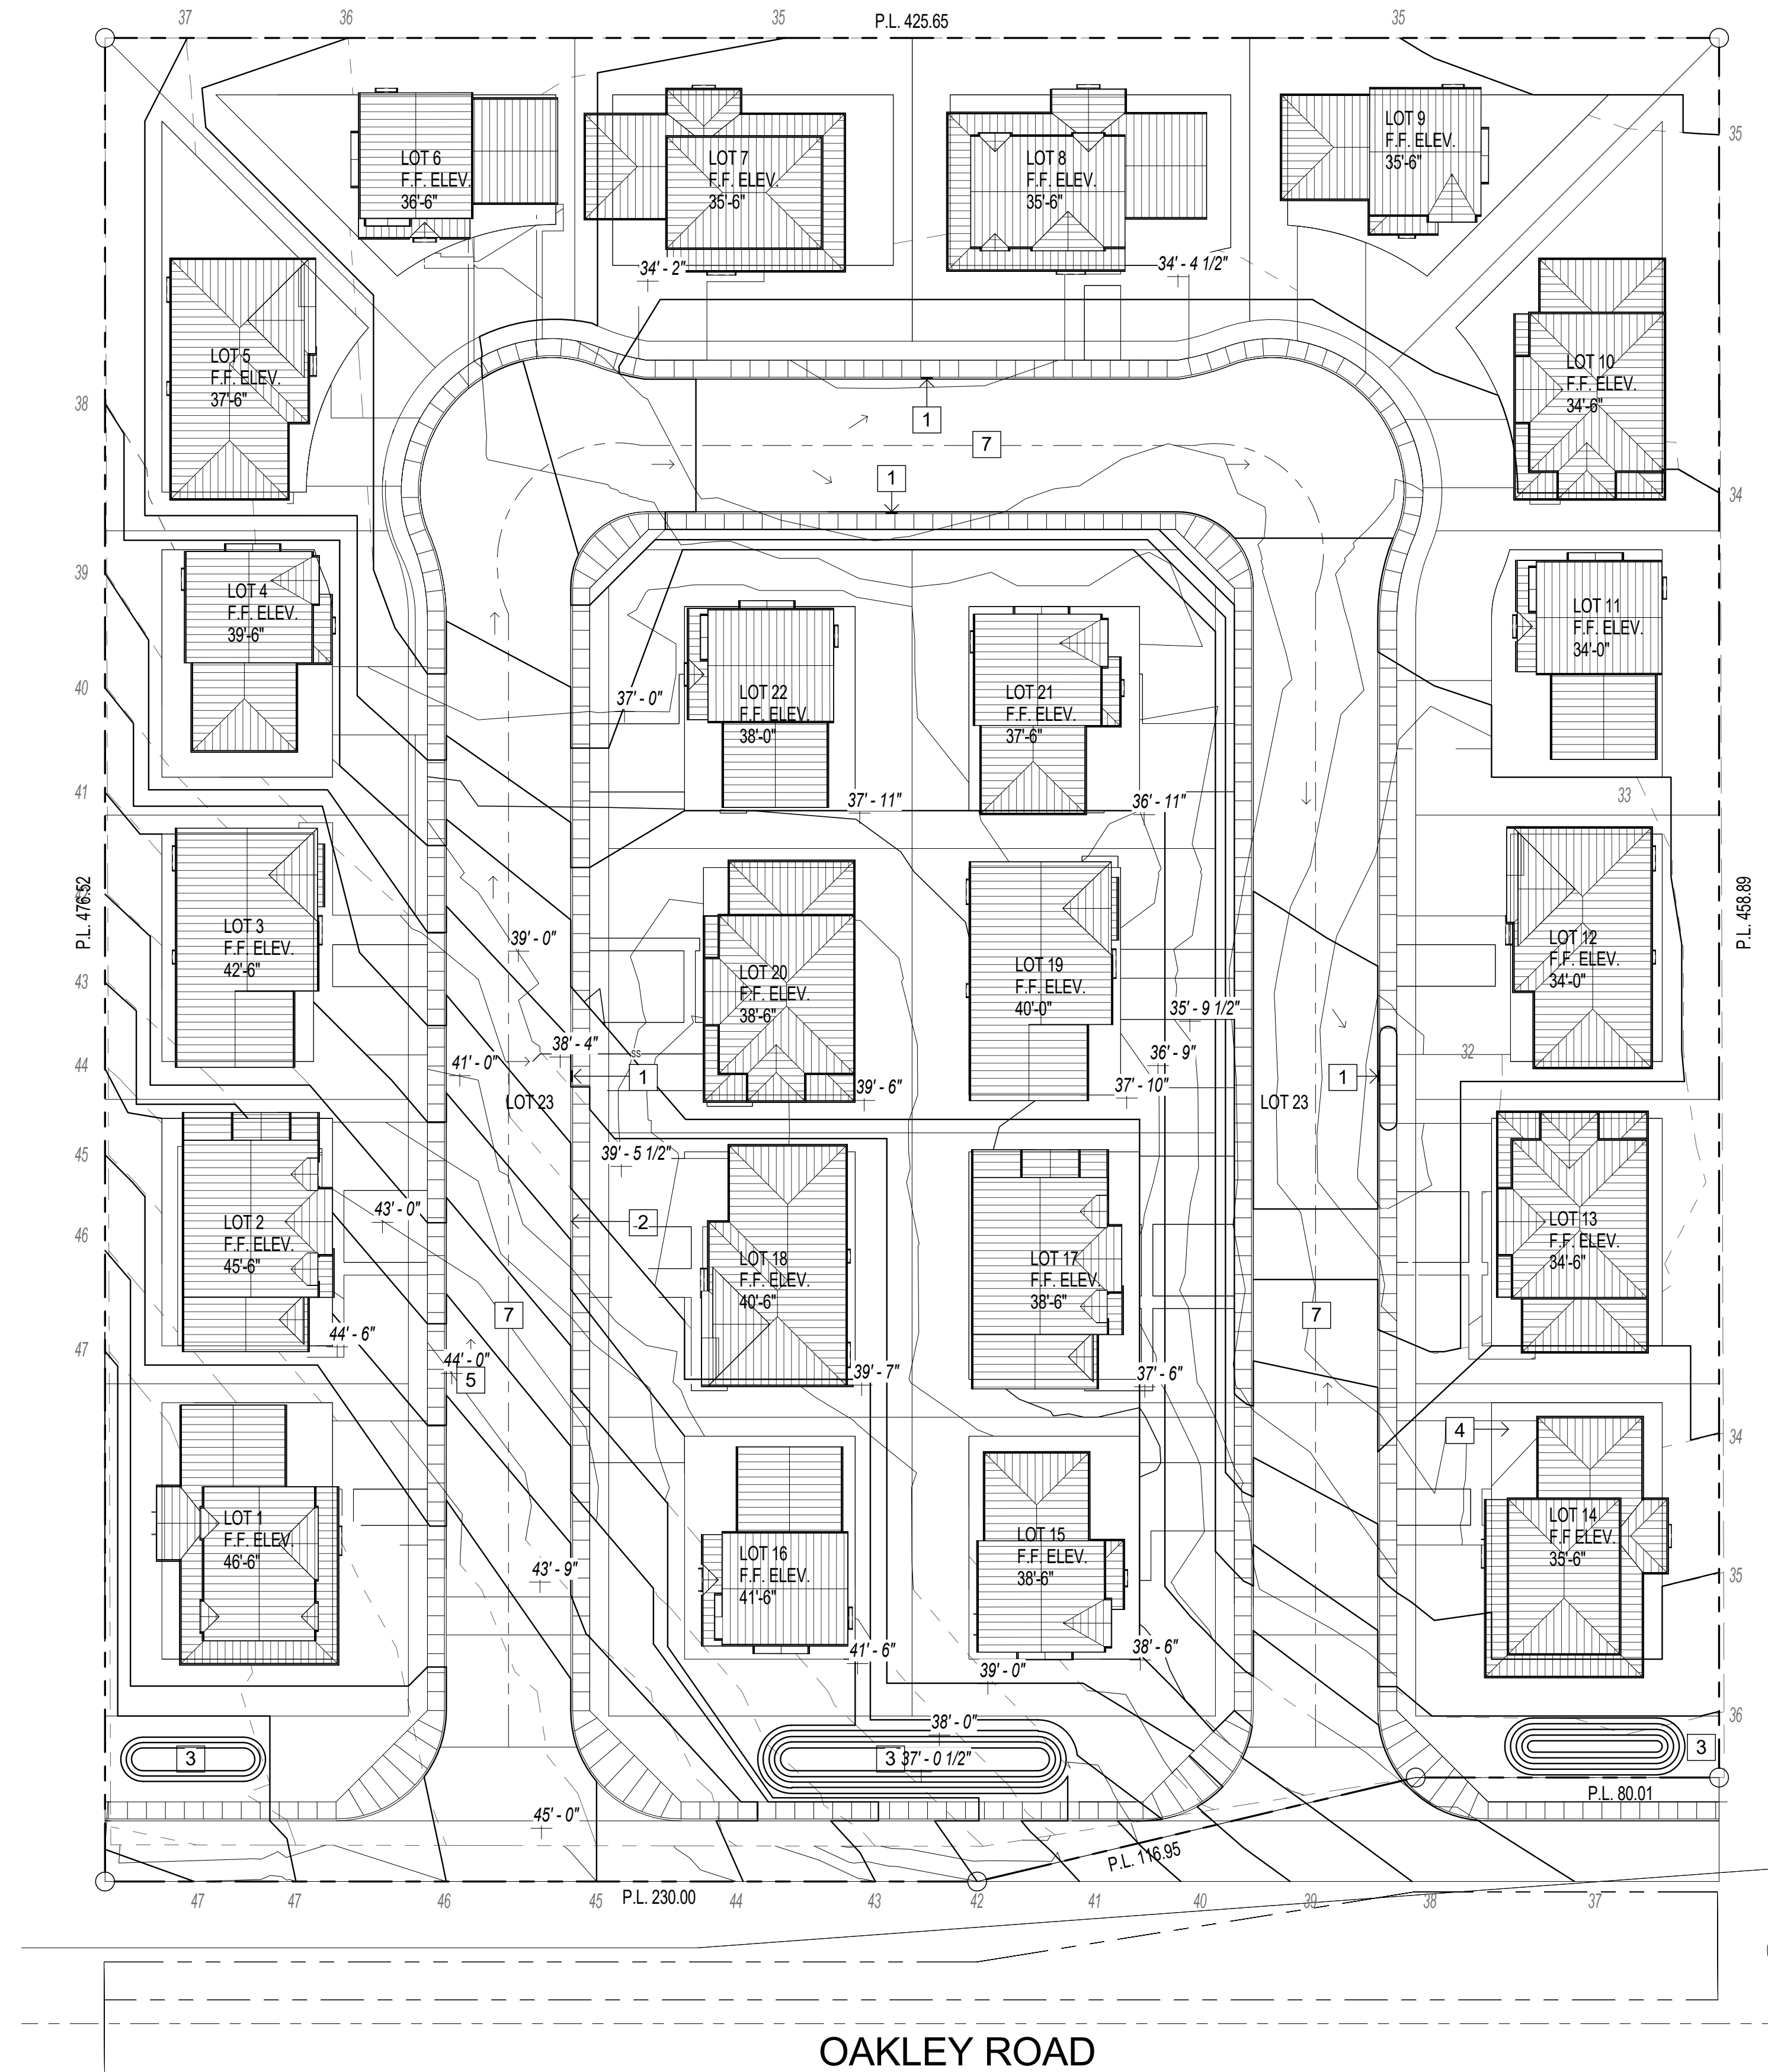 37
36
35
P.L. 425.65
35
LOT 6
F.F. ELEV.
36'-6"
LOT 7
F.F. ELEV.
35'-6"
LOT 8
F.F. ELEV.
35'-6"
LOT 9
F.F. ELEV.
35'-6"
35
34' - 2"
34' - 4 1/2"
LOT 5
F.F. ELEV.
37'-6"
LOT 10
F.F. ELEV.
34'-6"
38
1
7
1
34
39
LOT 4
F.F. ELEV.
39'-6"
LOT 11
F.F. ELEV.
34'-0"
40
37' - 0"
LOT 22
F.F. ELEV.
38'-0"
LOT 21
F.F. ELEV.
37'-6"
41
37' - 11"
36' - 11"
33
P.L. 476.52
LOT 3
F.F. ELEV.
42'-6"
39' - 0"
LOT 20
F.F. ELEV.
38'-6"
LOT 19
F.F. ELEV.
40'-0"
LOT 12
F.F. ELEV.
34'-0"
P.L. 458.89
43
35' - 9 1/2"
38' - 4"
SS
36' - 9"
32
44
41' - 0"
1
39' - 6"
37' - 10"
1
LOT 23
LOT 23
45
39' - 5 1/2"
43' - 0"
2
46
LOT 2
F.F. ELEV.
45'-6"
LOT 18
F.F. ELEV.
40'-6"
LOT 17
F.F. ELEV.
38'-6"
LOT 13
F.F. ELEV.
34'-6"
7
7
47
44' - 6"
44' - 0"
5
39' - 7"
37' - 6"
4
34
LOT 1
F.F. ELEV.
46'-6"
LOT 16
F.F. ELEV.
41'-6"
LOT 15
F.F. ELEV.
38'-6"
LOT 14
F.F ELEV.
35'-6"
43' - 9"
35
41' - 6"
39' - 0"
38' - 6"
36
38' - 0"
3
3
37' - 0 1/2"
3
P.L. 80.01
45' - 0"
P.L. 116.95
47
47
46
45
P.L. 230.00
44
43
42
41
40
39
38
37
OAKLEY ROAD